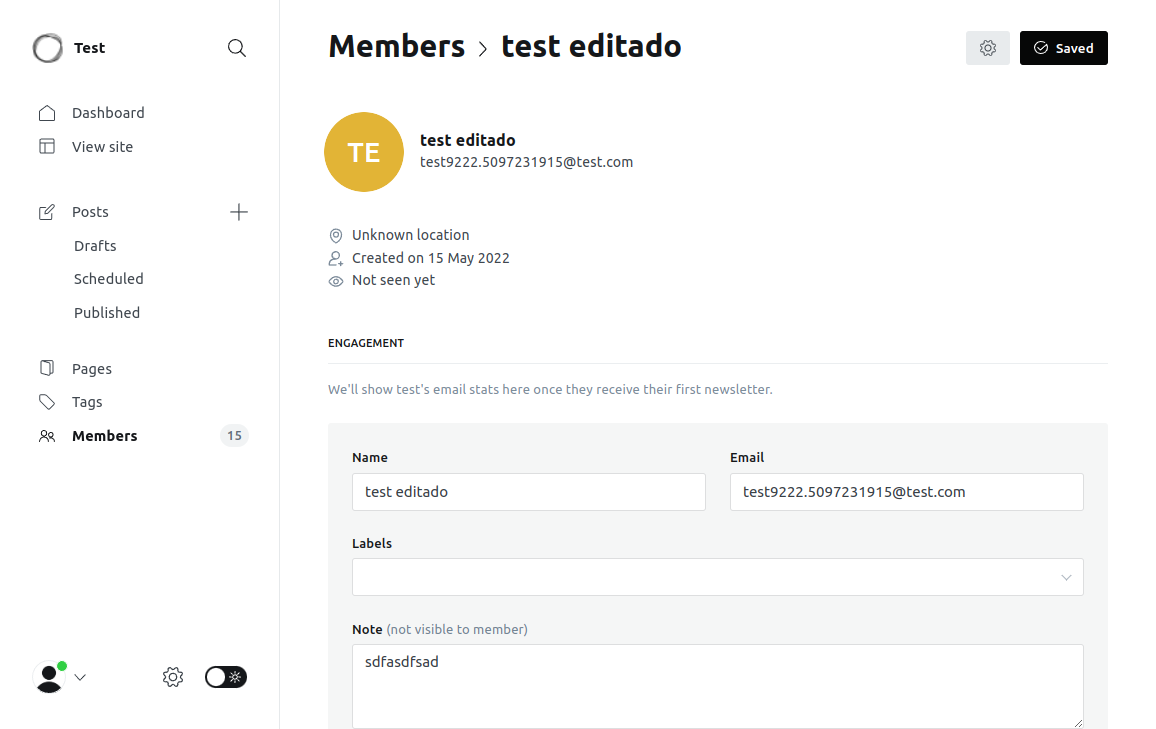 Test
Dashboard
View site
Posts
Drafts
Scheduled
Published
Pages
Tags
Members 15
Members > test editado
Saved
TE
test editado
test9222.5097231915@test.com
Unknown location
Created on 15 May 2022
Not seen yet
ENGAGEMENT
We'll show test's email stats here once they receive their first newsletter.
Name
test editado
Email
test9222.5097231915@test.com
Labels
Note (not visible to member)
sdfasdfsad